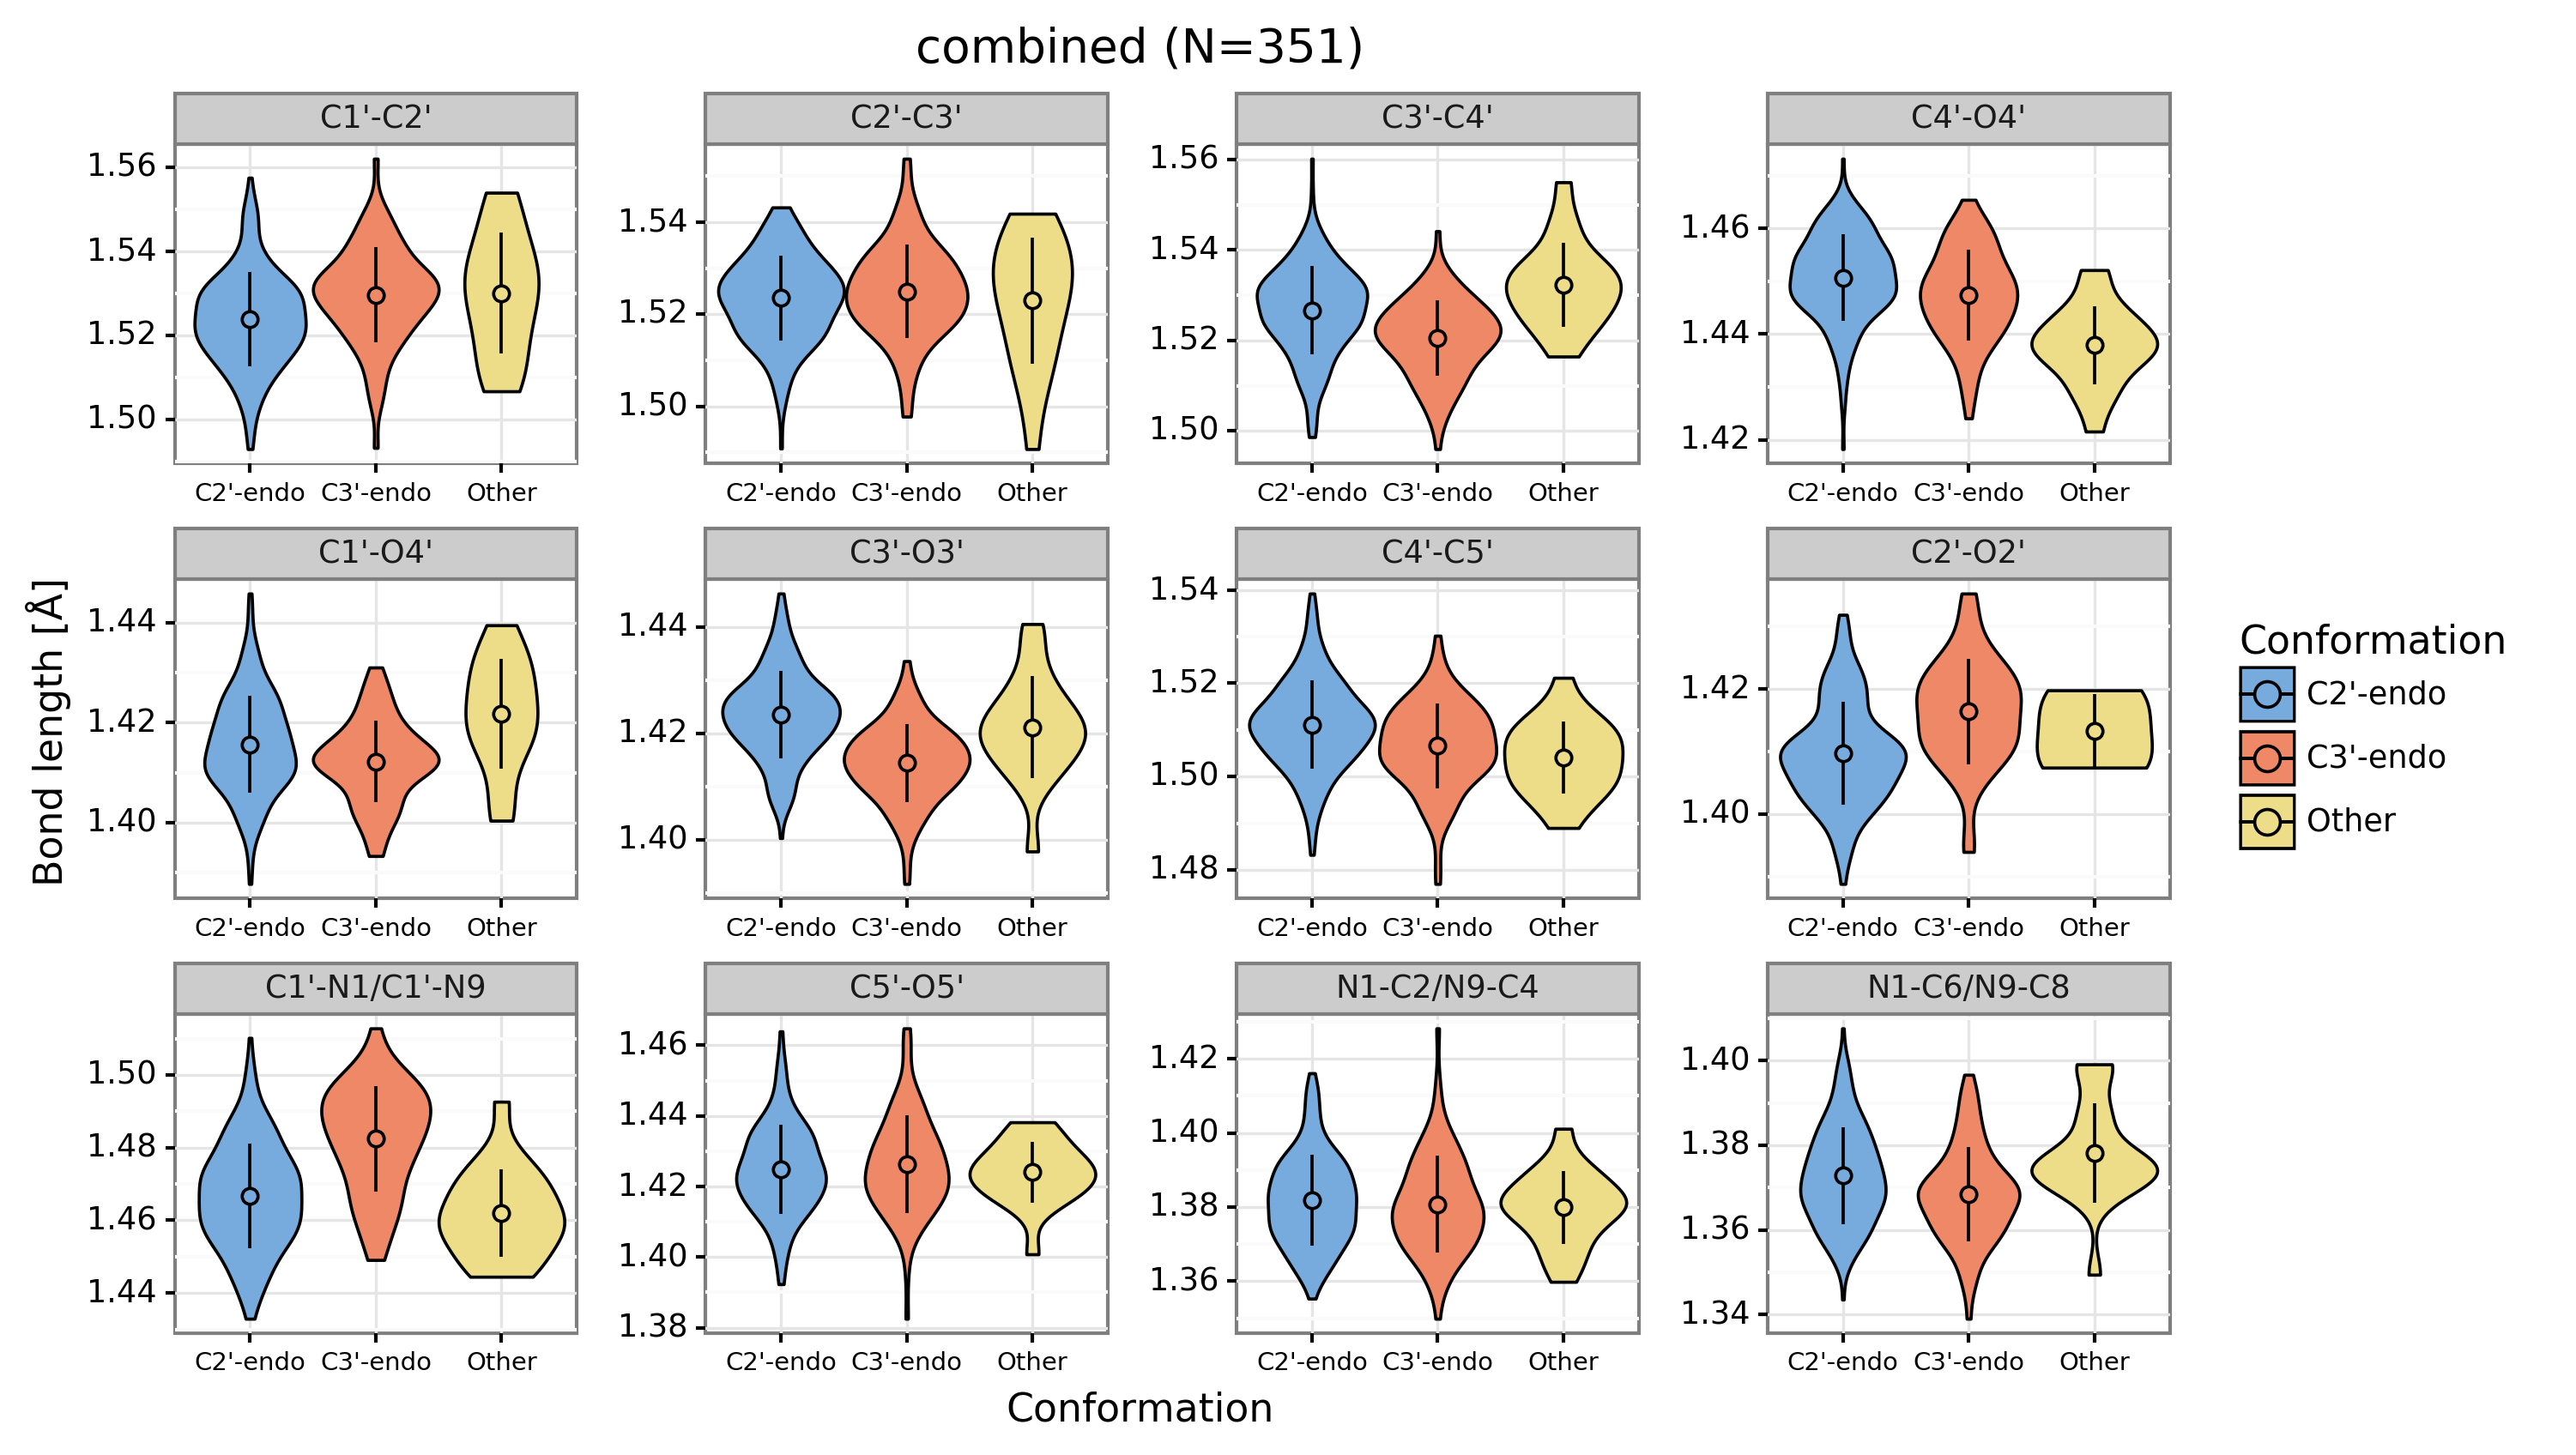 combined (N=351)
C1'-C2'
C2'-C3'
C3'-C4'
C4'-O4'
1.56
1.54
1.52
1.50
1.54
1.52
1.50
1.56
1.54
1.52
1.50
1.46
1.44
1.42
C2'-endo C3'-endo Other
C2'-endo C3'-endo Other
C2'-endo C3'-endo Other
C2'-endo C3'-endo Other
C1'-O4'
C3'-O3'
C4'-C5'
C2'-O2'
1.44
1.42
1.40
1.44
1.42
1.40
1.54
1.52
1.50
1.48
1.42
1.40
C2'-endo C3'-endo Other
C2'-endo C3'-endo Other
C2'-endo C3'-endo Other
C2'-endo C3'-endo Other
C1'-N1/C1'-N9
C5'-O5'
N1-C2/N9-C4
N1-C6/N9-C8
1.50
1.48
1.46
1.44
1.46
1.44
1.42
1.40
1.38
1.42
1.40
1.38
1.36
1.40
1.38
1.36
1.34
C2'-endo C3'-endo Other
C2'-endo C3'-endo Other
C2'-endo C3'-endo Other
C2'-endo C3'-endo Other
Bond length [Å]
Conformation
Conformation
C2'-endo
C3'-endo
Other